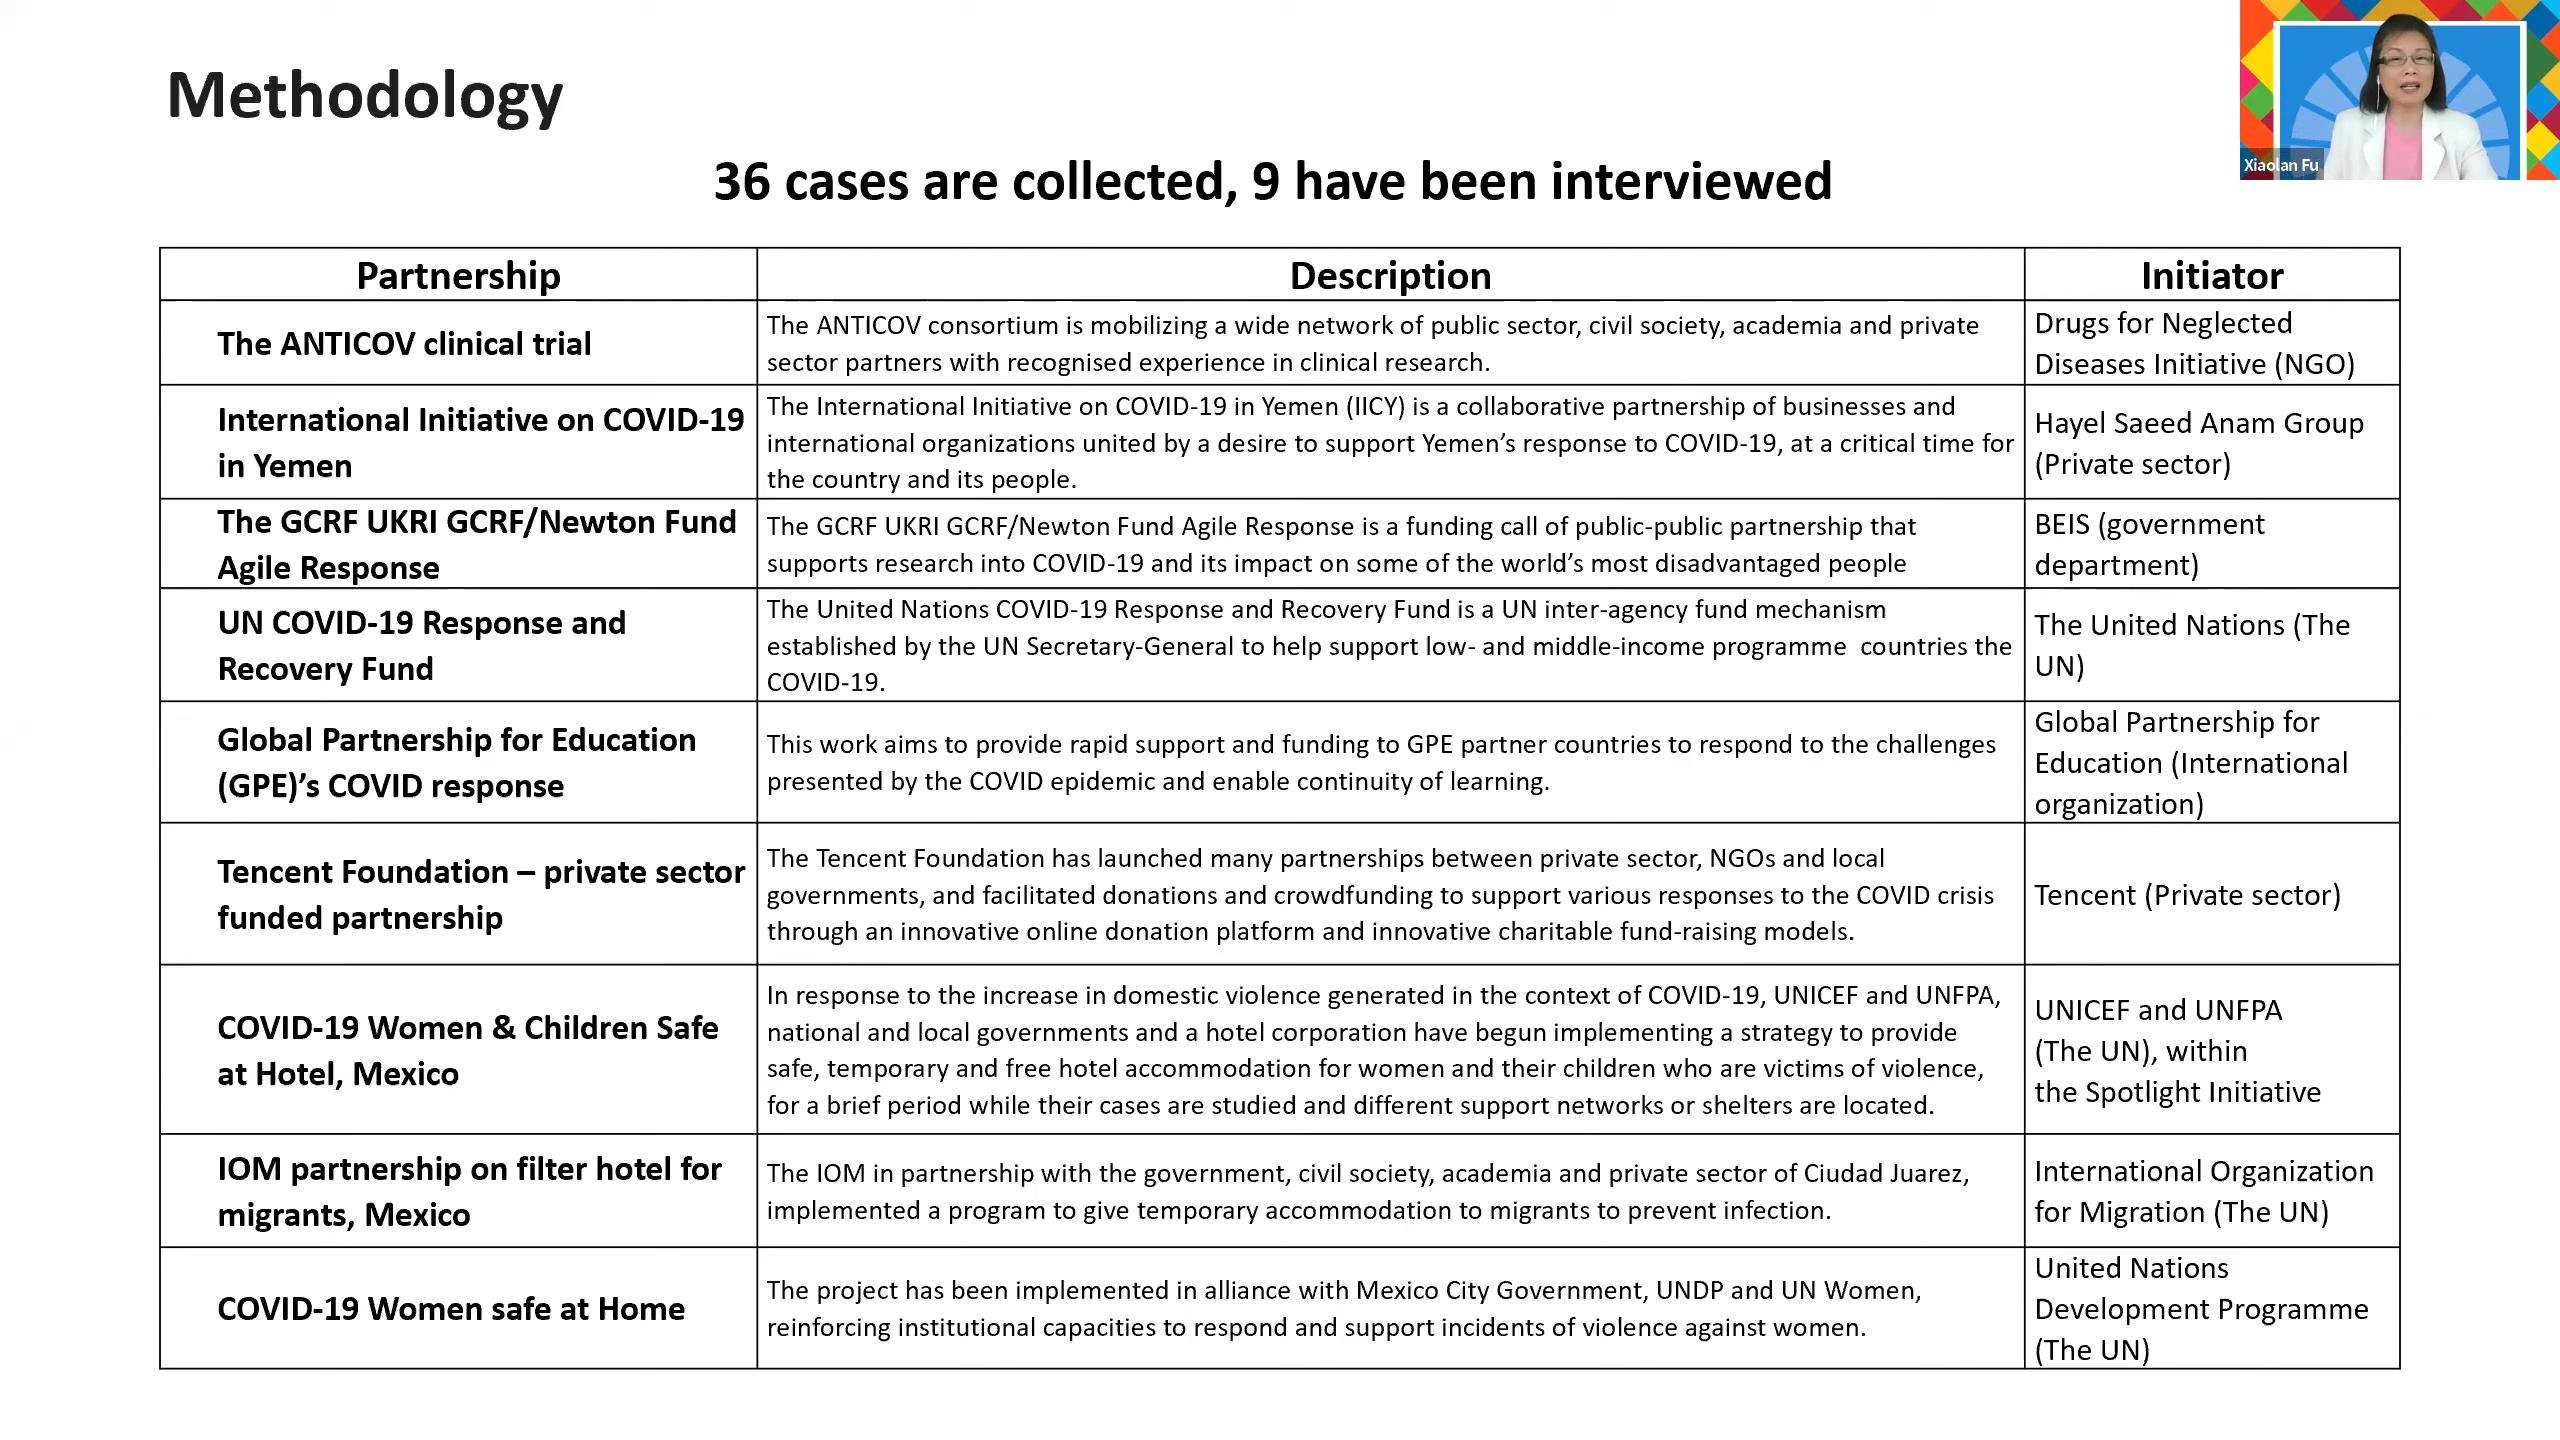 Methodology
Xiaolan Fu
36 cases are collected, 9 have been interviewed
Partnership
Description
Initiator
The ANTICOV clinical trial
The ANTICOV consortium is mobilizing a wide network of public sector, civil society, academia and private
sector partners with recognised experience in clinical research.
Drugs for Neglected
Diseases Initiative (NGO)
International Initiative on COVID-19
in Yemen
The International Initiative on COVID-19 in Yemen (IICY) is a collaborative partnership of businesses and
international organizations united by a desire to support Yemen’s response to COVID-19, at a critical time for
the country and its people.
Hayel Saeed Anam Group
(Private sector)
The GCRF UKRI GCRF/Newton Fund
Agile Response
The GCRF UKRI GCRF/Newton Fund Agile Response is a funding call of public-public partnership that
supports research into COVID-19 and its impact on some of the world’s most disadvantaged people
BEIS (government
department)
UN COVID-19 Response and
Recovery Fund
The United Nations COVID-19 Response and Recovery Fund is a UN inter-agency fund mechanism
established by the UN Secretary-General to help support low- and middle-income programme  countries the
COVID-19.
The United Nations (The
UN)
Global Partnership for Education
(GPE)’s COVID response
This work aims to provide rapid support and funding to GPE partner countries to respond to the challenges
presented by the COVID epidemic and enable continuity of learning.
Global Partnership for
Education (International
organization)
Tencent Foundation – private sector
funded partnership
The Tencent Foundation has launched many partnerships between private sector, NGOs and local
governments, and facilitated donations and crowdfunding to support various responses to the COVID crisis
through an innovative online donation platform and innovative charitable fund-raising models.
Tencent (Private sector)
COVID-19 Women & Children Safe
at Hotel, Mexico
In response to the increase in domestic violence generated in the context of COVID-19, UNICEF and UNFPA,
national and local governments and a hotel corporation have begun implementing a strategy to provide
safe, temporary and free hotel accommodation for women and their children who are victims of violence,
for a brief period while their cases are studied and different support networks or shelters are located.
UNICEF and UNFPA
(The UN), within
the Spotlight Initiative
IOM partnership on filter hotel for
migrants, Mexico
The IOM in partnership with the government, civil society, academia and private sector of Ciudad Juarez,
implemented a program to give temporary accommodation to migrants to prevent infection.
International Organization
for Migration (The UN)
COVID-19 Women safe at Home
The project has been implemented in alliance with Mexico City Government, UNDP and UN Women,
reinforcing institutional capacities to respond and support incidents of violence against women.
United Nations
Development Programme
(The UN)